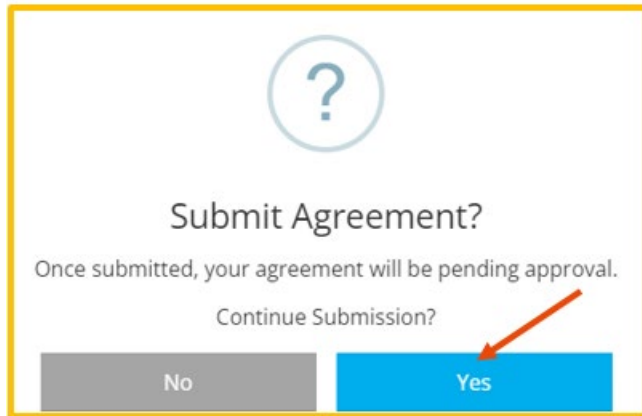 ?
Submit Agreement?
Once submitted, your agreement will be pending approval.
Continue Submission?
No Yes